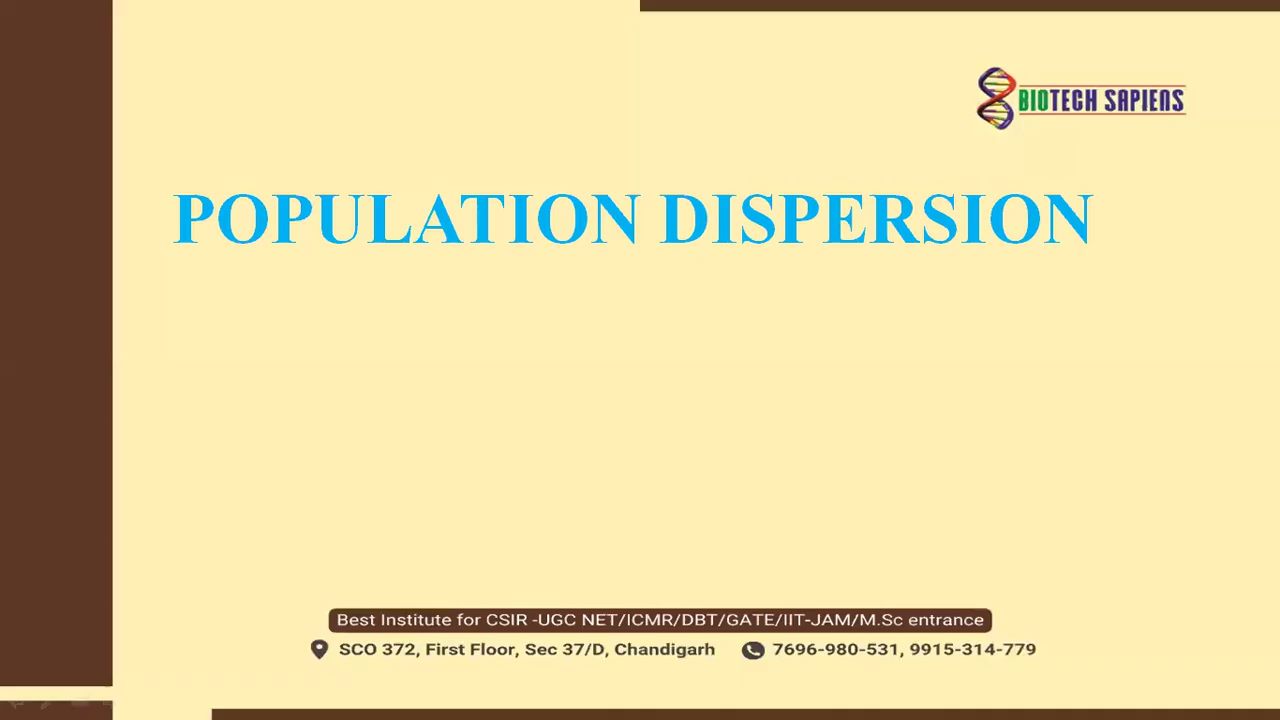 BIOTECH SAPIENS
POPULATION DISPERSION
Best Institute for CSIR -UGC NET/ICMR/DBT/GATE/IIT-JAM/M.Sc entrance
SCO 372, First Floor, Sec 37/D, Chandigarh 7696-980-531, 9915-314-779